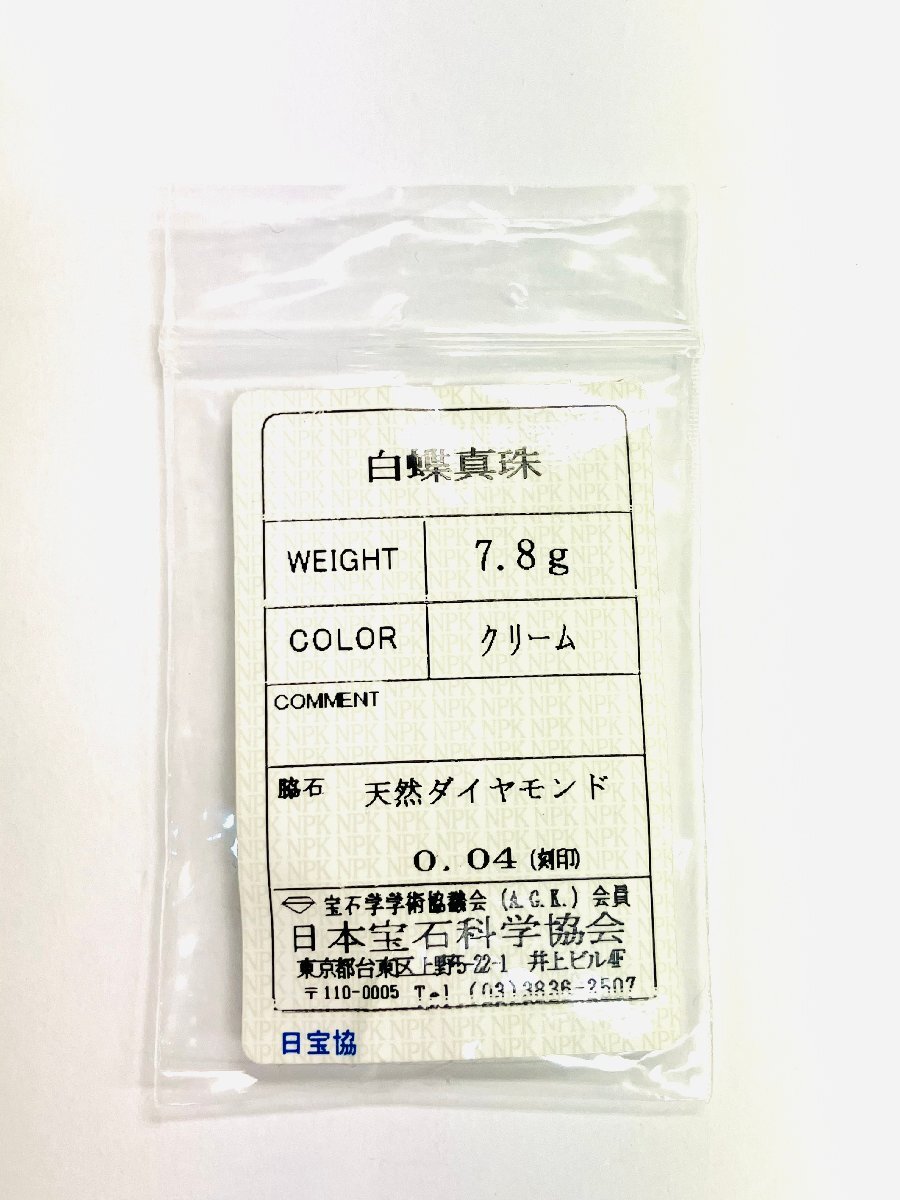 白蝶真珠
WEIGHT 7.8g
COLOR クリーム
COMMENT
脇石 天然ダイヤモンド
0.04(刻印)
宝石学学術協議会(A.G.K.)会員
日本宝石科学協会
東京都台東区上野5-22-1 井上ビル4F
〒110-0005 Tel (03)3836-2507
日宝協